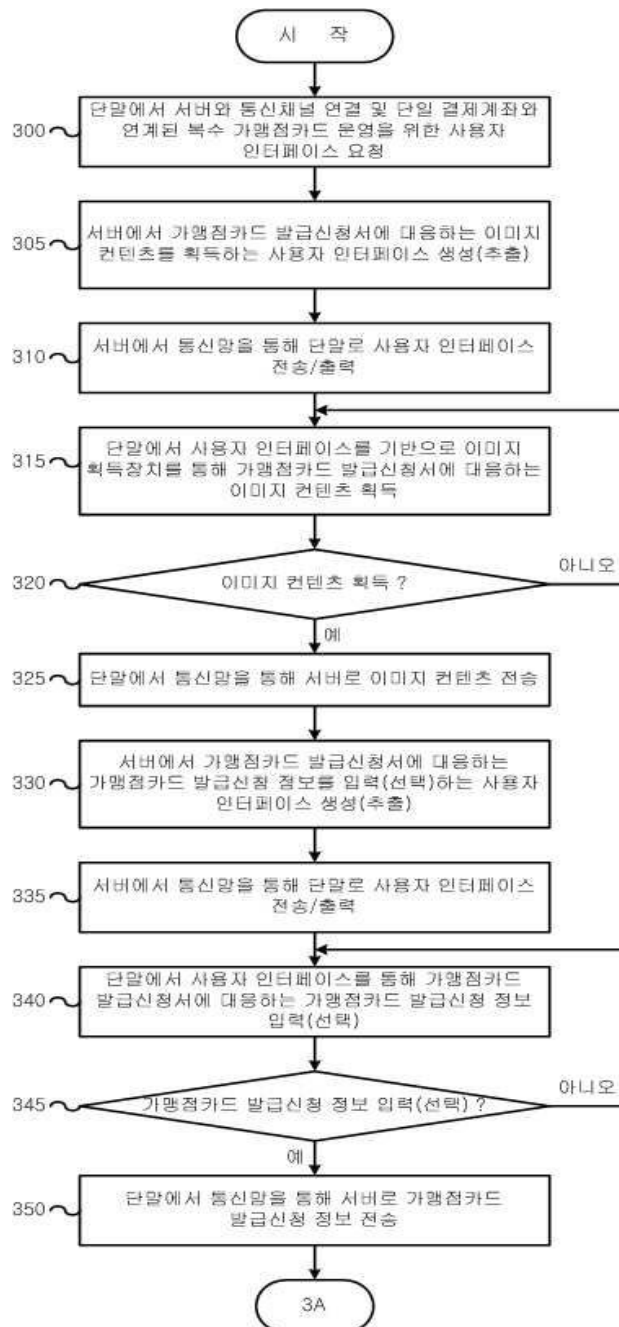 시 작
300
단말에서 서버와 통신채널 연결 및 단일 결제계좌와
연계된 복수 가맹점카드 운영을 위한 사용자
인터페이스 요청
305
서버에서 가맹점카드 발급신청서에 대응하는 이미지
컨텐츠를 획득하는 사용자 인터페이스 생성(추출)
310
서버에서 통신망을 통해 단말로 사용자 인터페이스
전송/출력
315
단말에서 사용자 인터페이스를 기반으로 이미지
획득장치를 통해 가맹점카드 발급신청서에 대응하는
이미지 컨텐츠 획득
320
이미지 컨텐츠 획득 ?
아니오
예
325
단말에서 통신망을 통해 서버로 이미지 컨텐츠 전송
330
서버에서 가맹점카드 발급신청서에 대응하는
가맹점카드 발급신청 정보를 입력(선택)하는 사용자
인터페이스 생성(추출)
335
서버에서 통신망을 통해 단말로 사용자 인터페이스
전송/출력
340
단말에서 사용자 인터페이스를 통해 가맹점카드
발급신청서에 대응하는 가맹점카드 발급신청 정보
입력(선택)
345
가맹점카드 발급신청 정보 입력(선택) ?
아니오
예
350
단말에서 통신망을 통해 서버로 가맹점카드
발급신청 정보 전송
3A